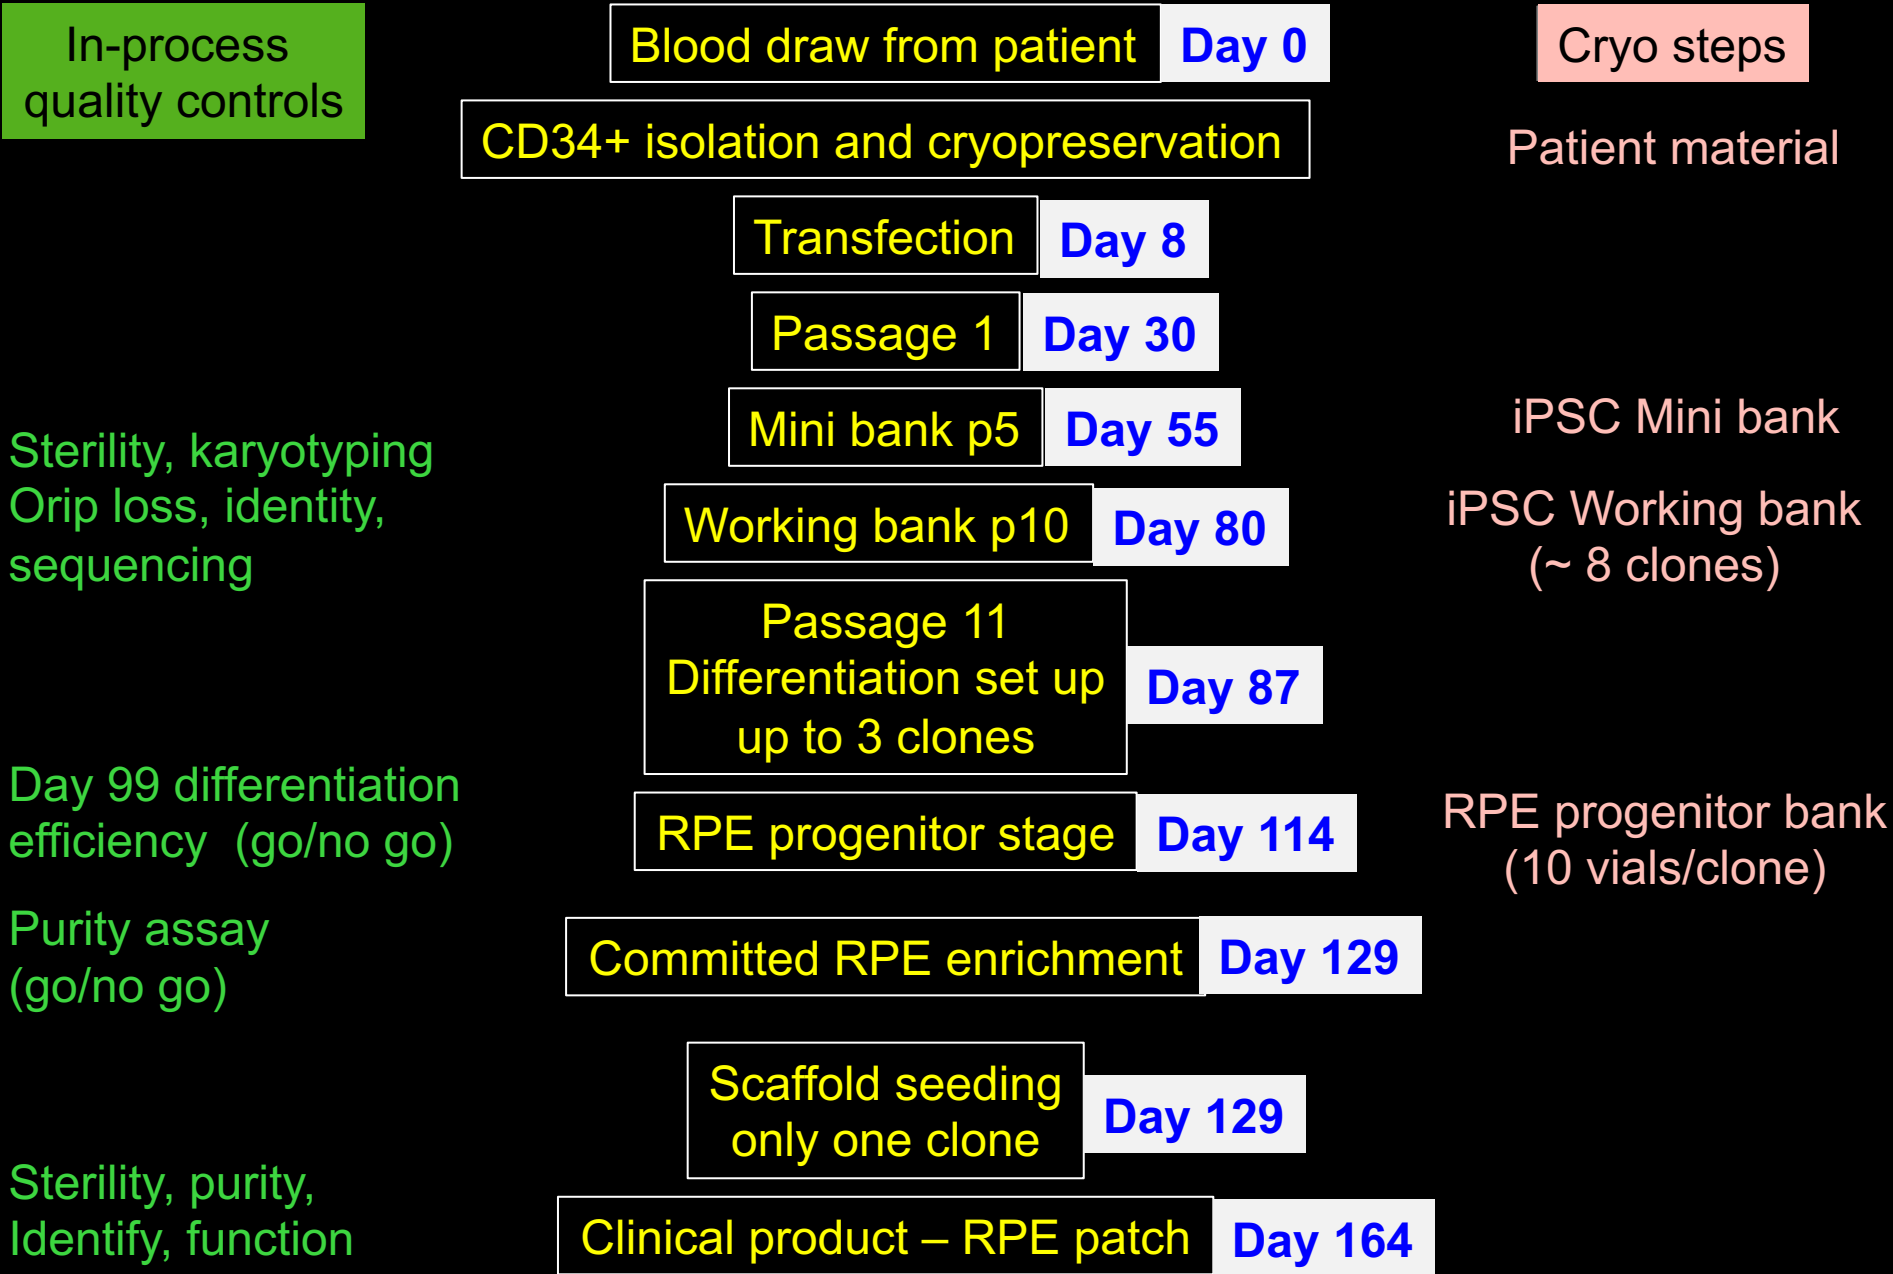 In-process
quality controls
Blood draw from patient Day 0
Cryo steps
CD34+ isolation and cryopreservation
Patient material
Transfection Day 8
Passage 1 Day 30
Mini bank p5 Day 55
iPSC Mini bank
Sterility, karyotyping
Orip loss, identity,
sequencing
Working bank p10 Day 80
iPSC Working bank
(~ 8 clones)
Passage 11
Differentiation set up
up to 3 clones
Day 87
Day 99 differentiation
efficiency (go/no go)
RPE progenitor stage Day 114
RPE progenitor bank
(10 vials/clone)
Purity assay
(go/no go)
Committed RPE enrichment Day 129
Scaffold seeding
only one clone
Day 129
Sterility, purity,
Identify, function
Clinical product – RPE patch Day 164